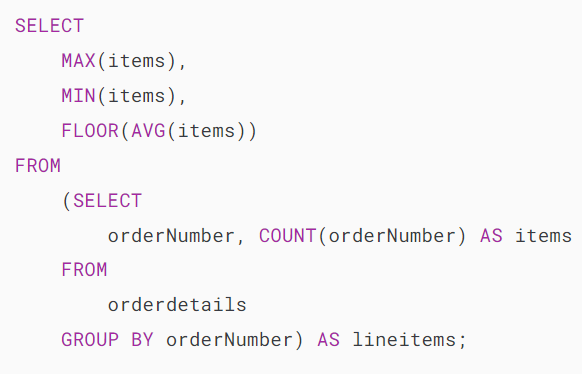 SELECT
    MAX(items),
    MIN(items),
    FLOOR(AVG(items))
FROM
    (SELECT
        orderNumber, COUNT(orderNumber) AS items
    FROM
        orderdetails
    GROUP BY orderNumber) AS lineitems;